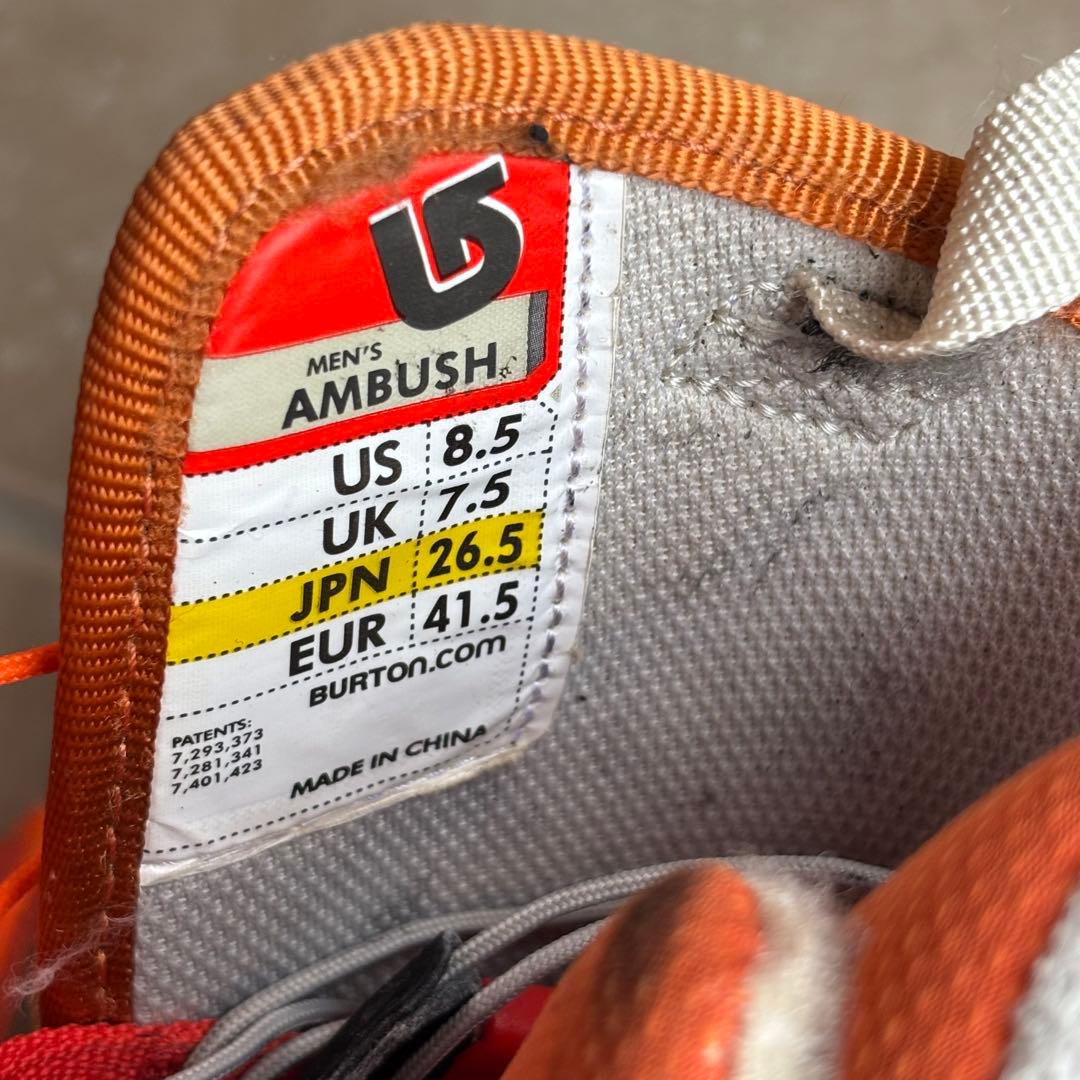 MEN'S
AMBUSH
US 8.5
UK 7.5
JPN 26.5
EUR 41.5
BURTON.COM
PATENTS:
7,293,373
7,281,341
7,401,423
MADE IN CHINA